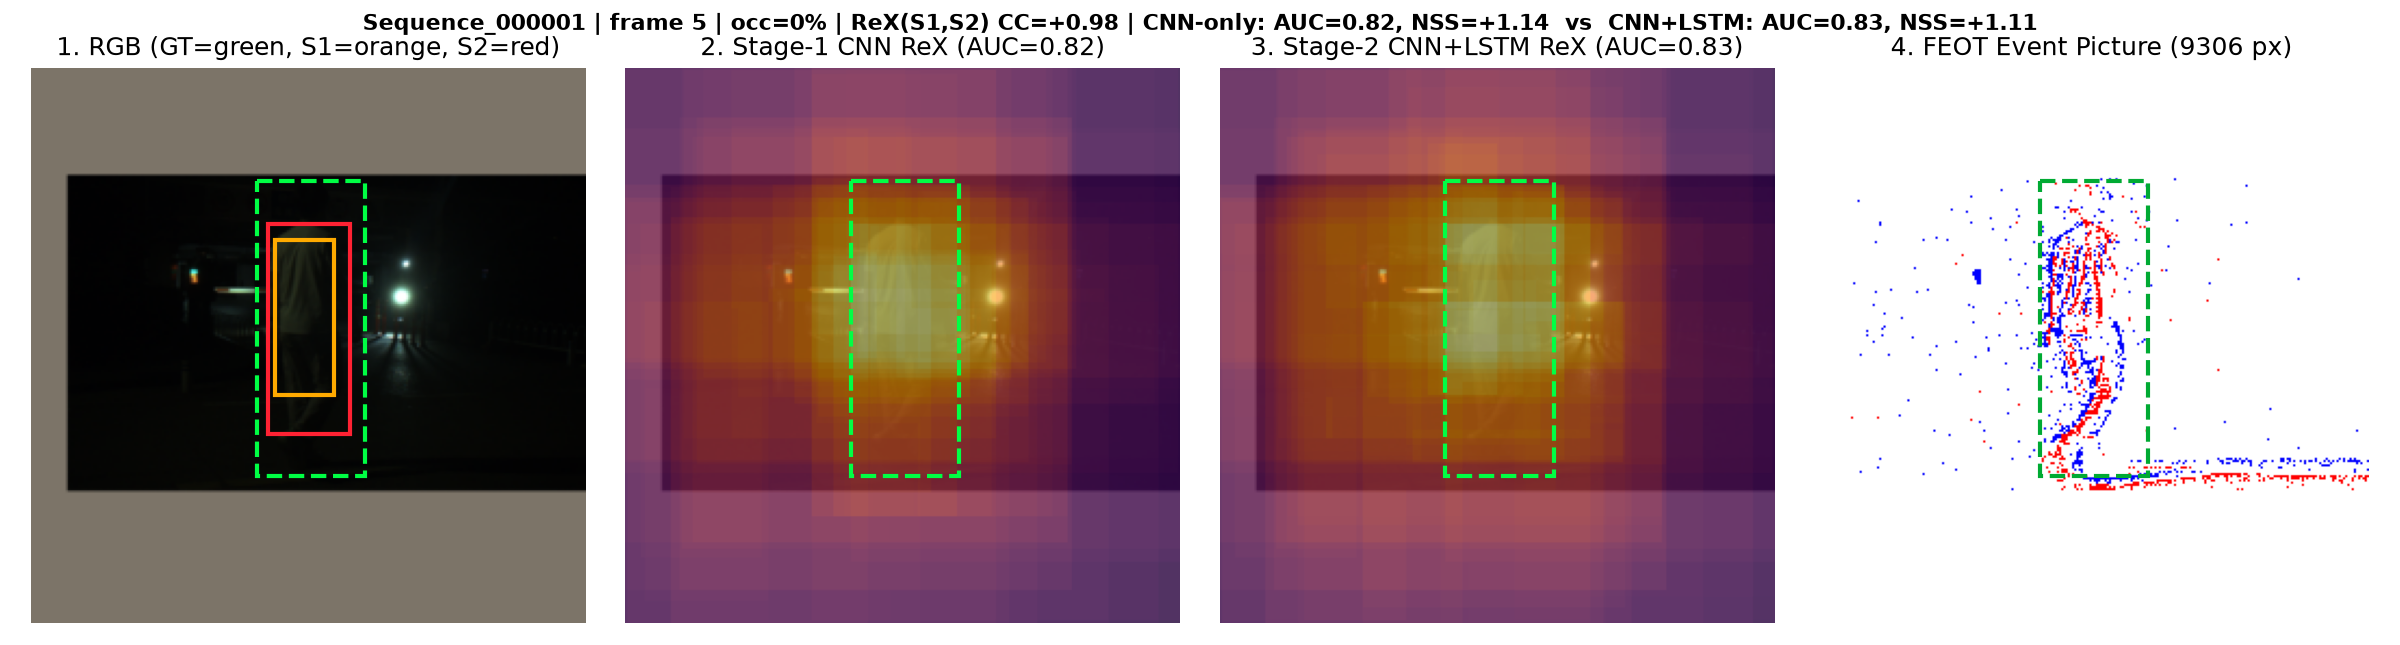 Sequence_000001 | frame 5 | occ=0% | ReX(S1,S2) CC=+0.98 | CNN-only: AUC=0.82, NSS=+1.14  vs  CNN+LSTM: AUC=0.83, NSS=+1.11
1. RGB (GT=green, S1=orange, S2=red)
2. Stage-1 CNN ReX (AUC=0.82)
3. Stage-2 CNN+LSTM ReX (AUC=0.83)
4. FEOT Event Picture (9306 px)